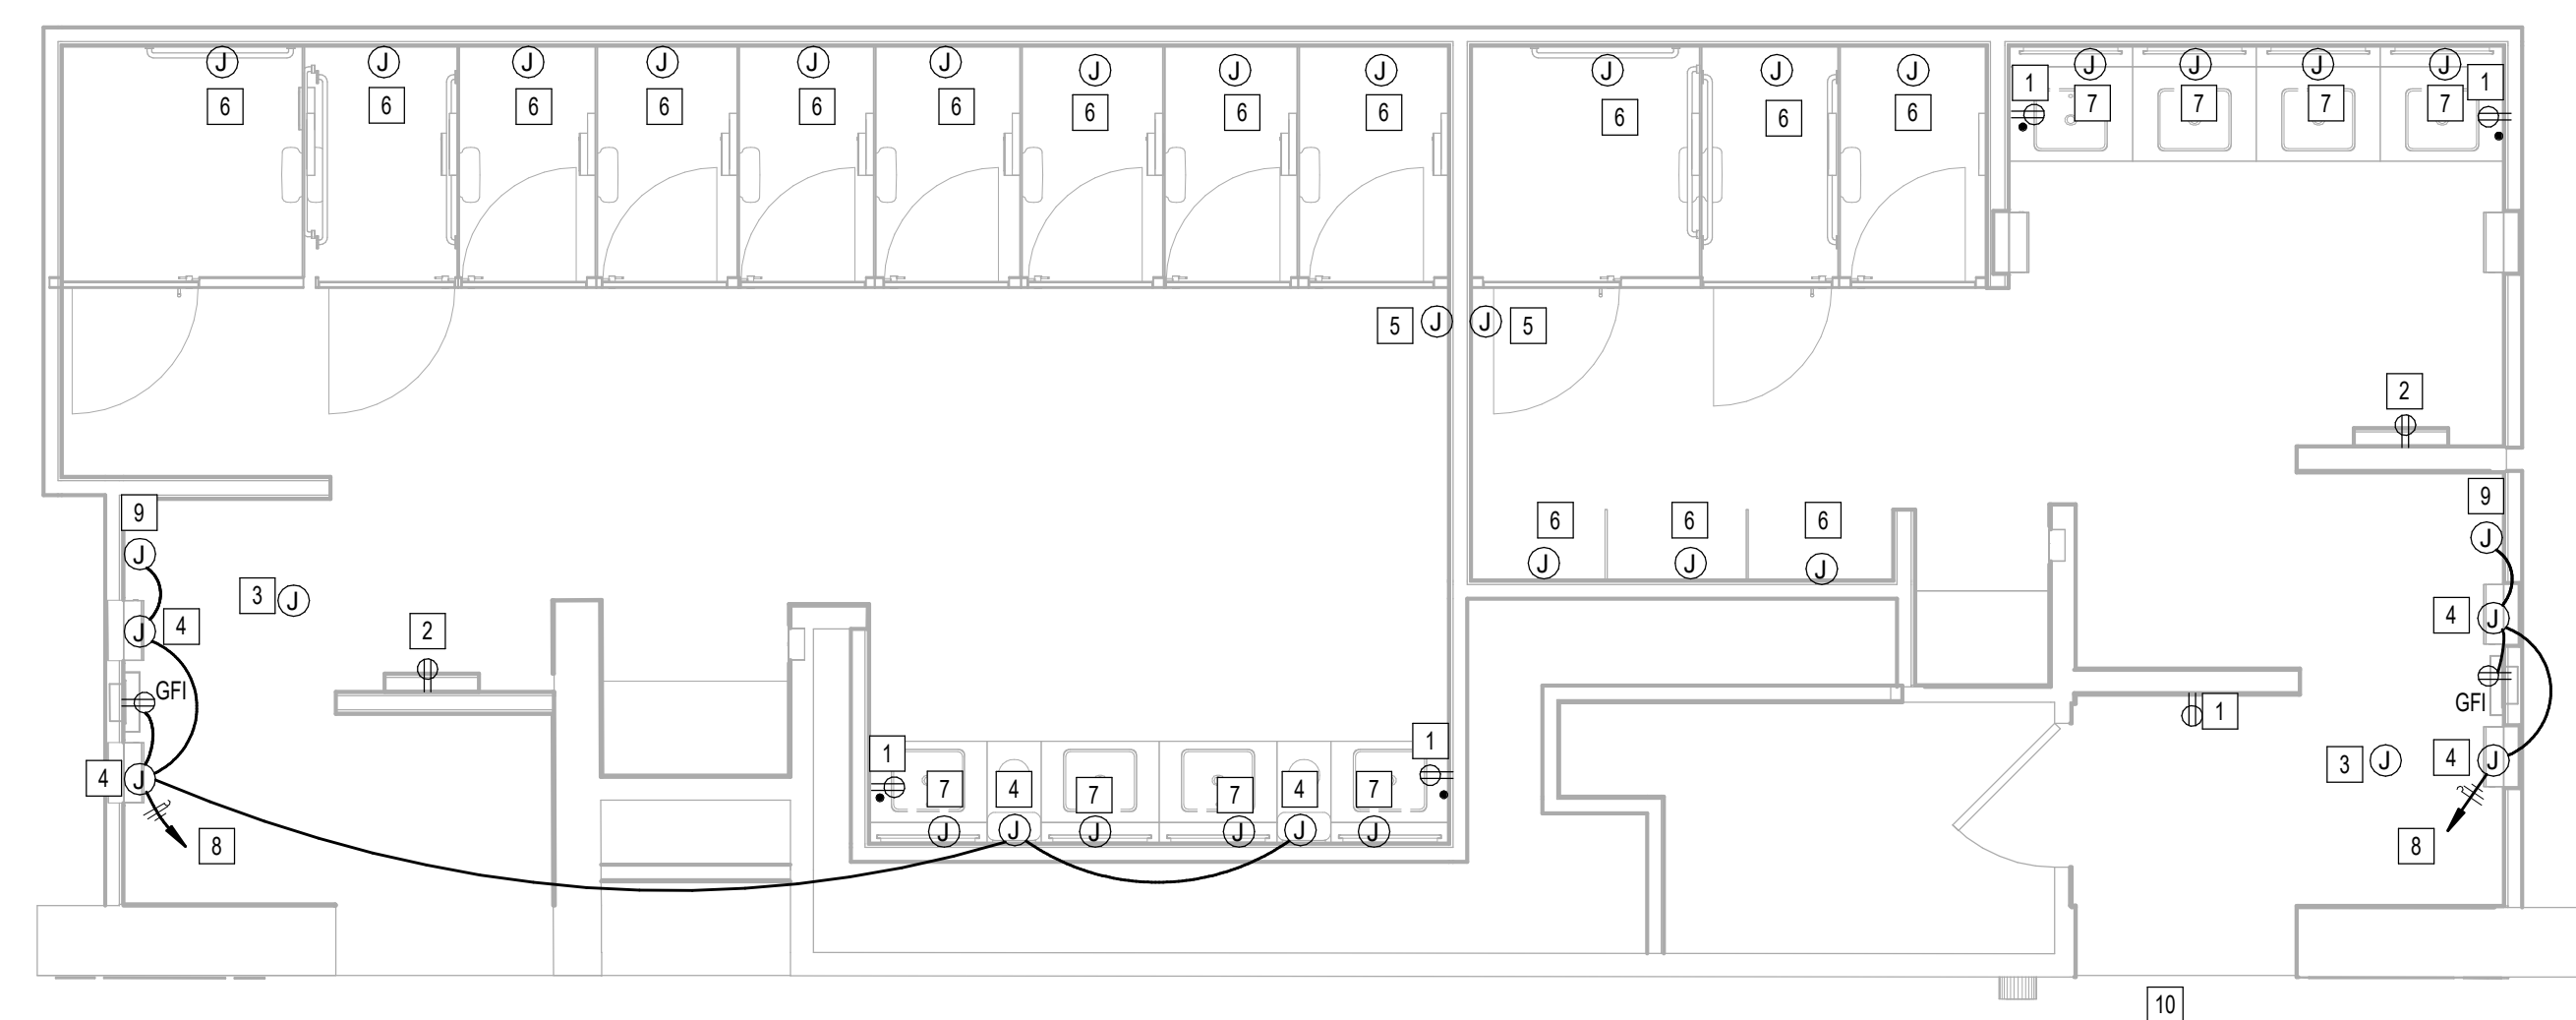 J J J J J J J J J J J J J J J J
6 6 6 6 6 6 6 6 6 6 6 6 1 7 7 7 7 1
5 J J 5
2
9 6 6 6 9
J J J J J
3 J 4 J J 4
J 2
GFI GFI
1
1 1
4 J 7 4 7 7 4 7 3 J 4 J
J J J J J J
8 8
10